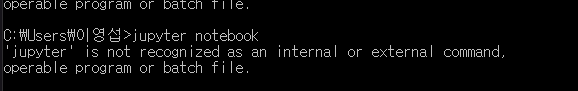 operable program or batch file.
C:₩Users₩이영섭>jupyter notebook
'jupyter' is not recognized as an internal or external command,
operable program or batch file.